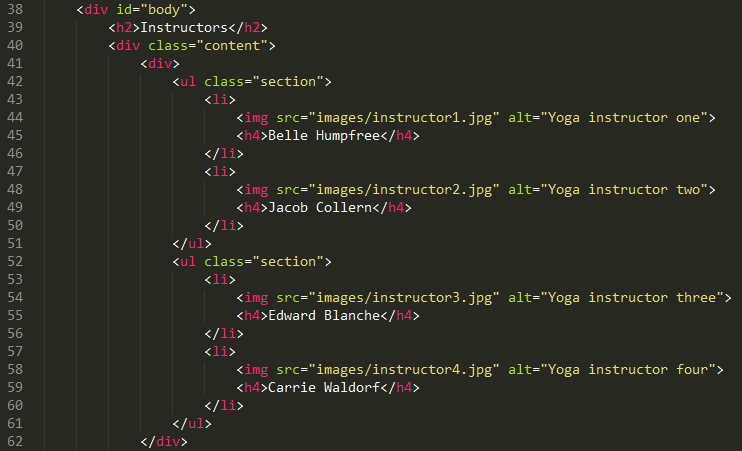 38 <div id="body">
39 <h2>Instructors</h2>
40 <div class="content">
41 <div>
42 <ul class="section">
43 <li>
44 <img src="images/instructor1.jpg" alt="Yoga instructor one">
45 <h4>Belle Humpfree</h4>
46 </li>
47 <li>
48 <img src="images/instructor2.jpg" alt="Yoga instructor two">
49 <h4>Jacob Collern</h4>
50 </li>
51 </ul>
52 <ul class="section">
53 <li>
54 <img src="images/instructor3.jpg" alt="Yoga instructor three">
55 <h4>Edward Blanche</h4>
56 </li>
57 <li>
58 <img src="images/instructor4.jpg" alt="Yoga instructor four">
59 <h4>Carrie Waldorf</h4>
60 </li>
61 </ul>
62 </div>